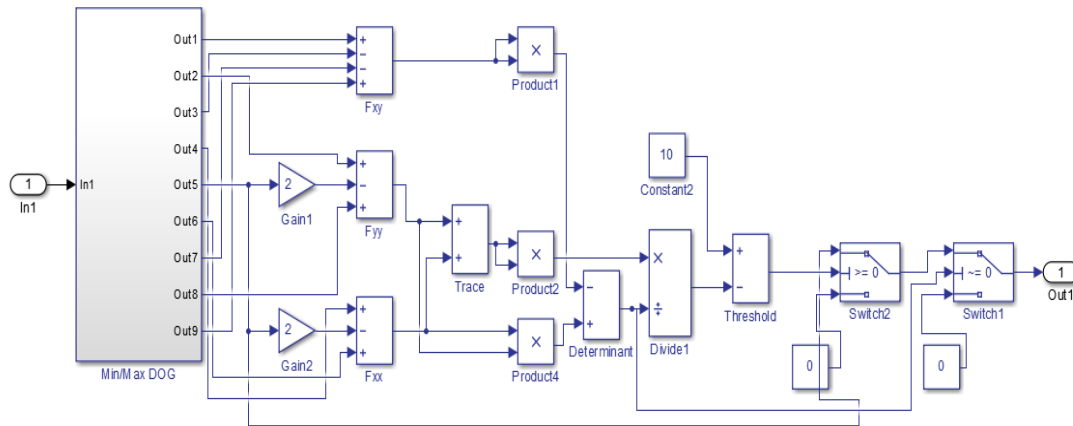 Out1
Out2
Out3
Out4
Out5
Out6
Out7
Out8
Out9
1
In1
In1
Min/Max DOG
+
−
−
+
Fxy
×
Product1
2
Gain1
+
−
+
Fyy
+
+
Trace
×
Product2
2
Gain2
+
−
+
Fxx
×
Product4
−
+
Determinant
×
÷
Divide1
10
Constant2
+
−
Threshold
>= 0
Switch2
~= 0
Switch1
0
0
1
Out1